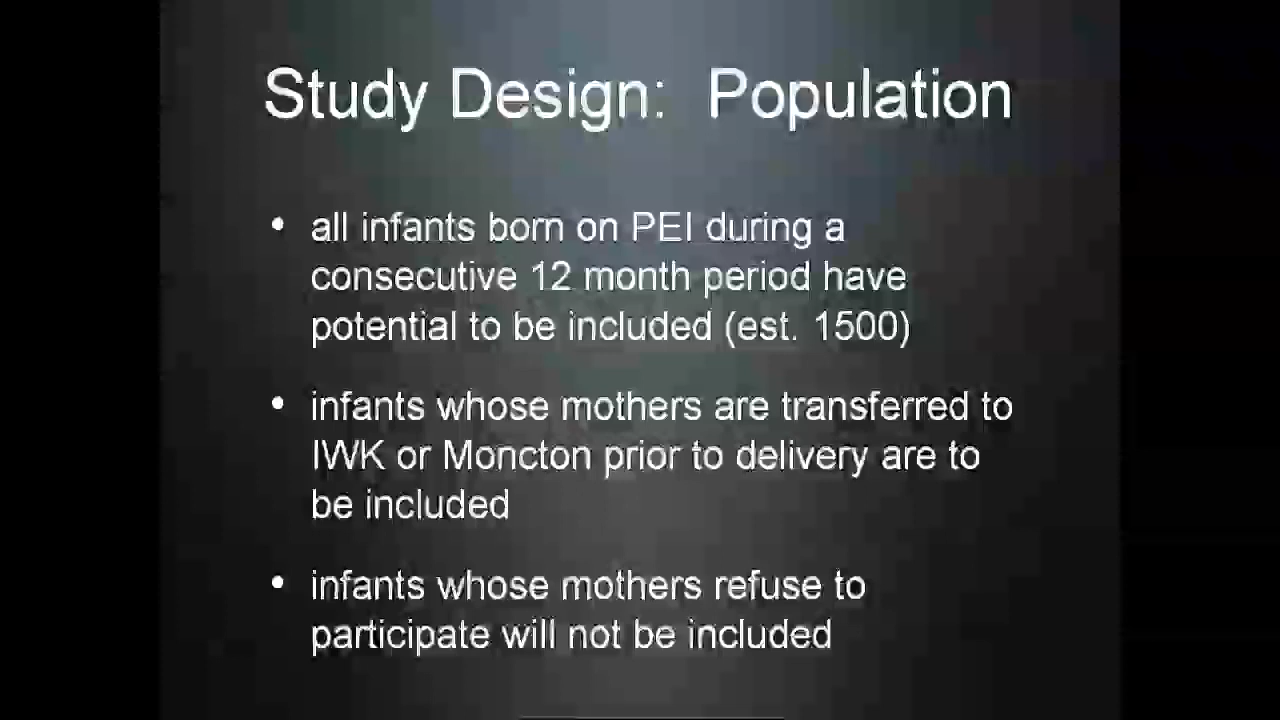 Study Design: Population
• all infants born on PEI during a
consecutive 12 month period have
potential to be included (est. 1500)
• infants whose mothers are transferred to
IWK or Moncton prior to delivery are to
be included
• infants whose mothers refuse to
participate will not be included